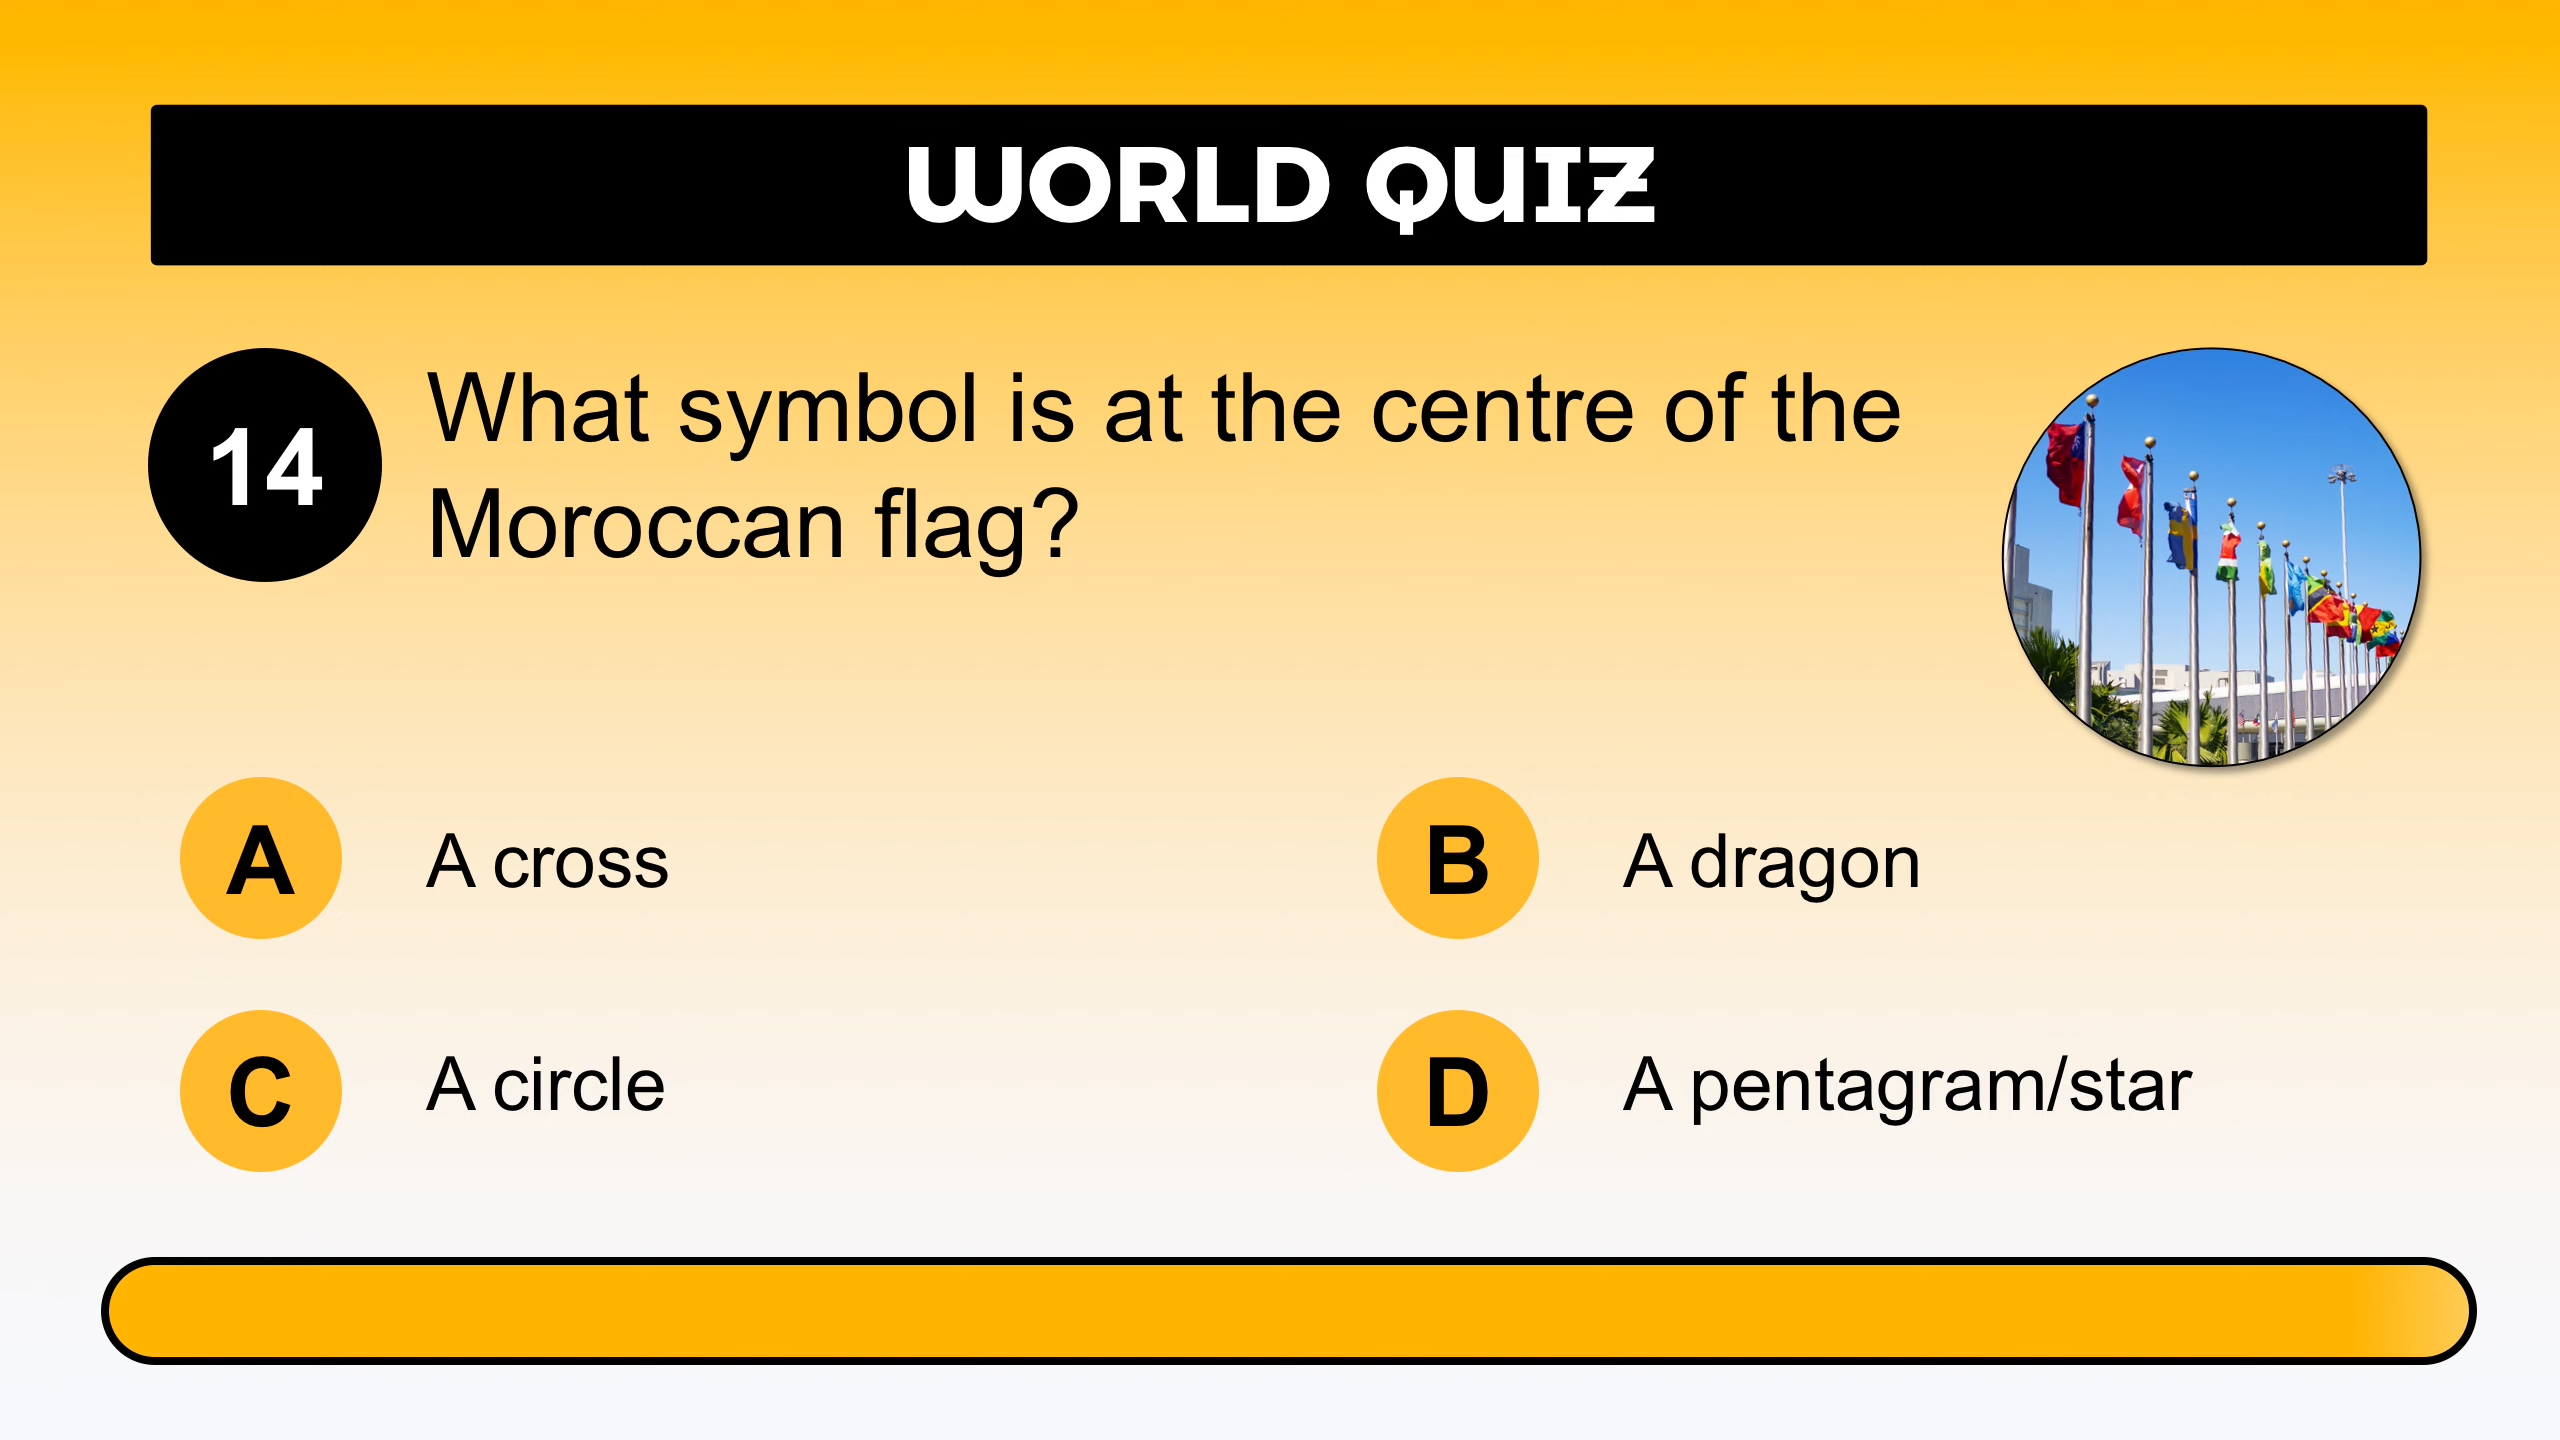 WORLD QUIZ
14
What symbol is at the centre of the
Moroccan flag?
A A cross
B A dragon
C A circle
D A pentagram/star